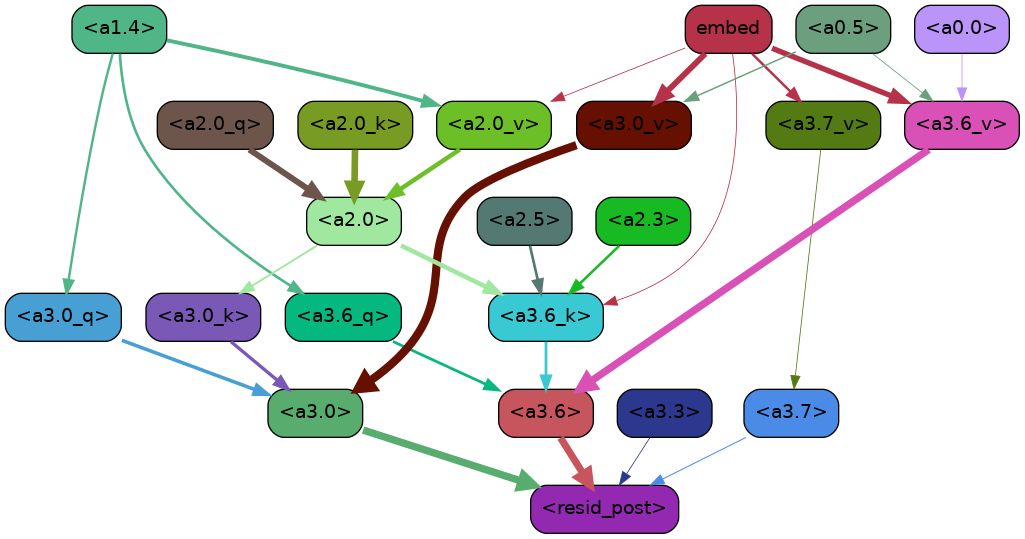 <a1.4>
embed
<a0.5>
<a0.0>
<a2.0_q>
<a2.0_k>
<a2.0_v>
<a3.0_v>
<a3.7_v>
<a3.6_v>
<a2.0>
<a2.5>
<a2.3>
<a3.0_q>
<a3.0_k>
<a3.6_q>
<a3.6_k>
<a3.0>
<a3.6>
<a3.3>
<a3.7>
<resid_post>